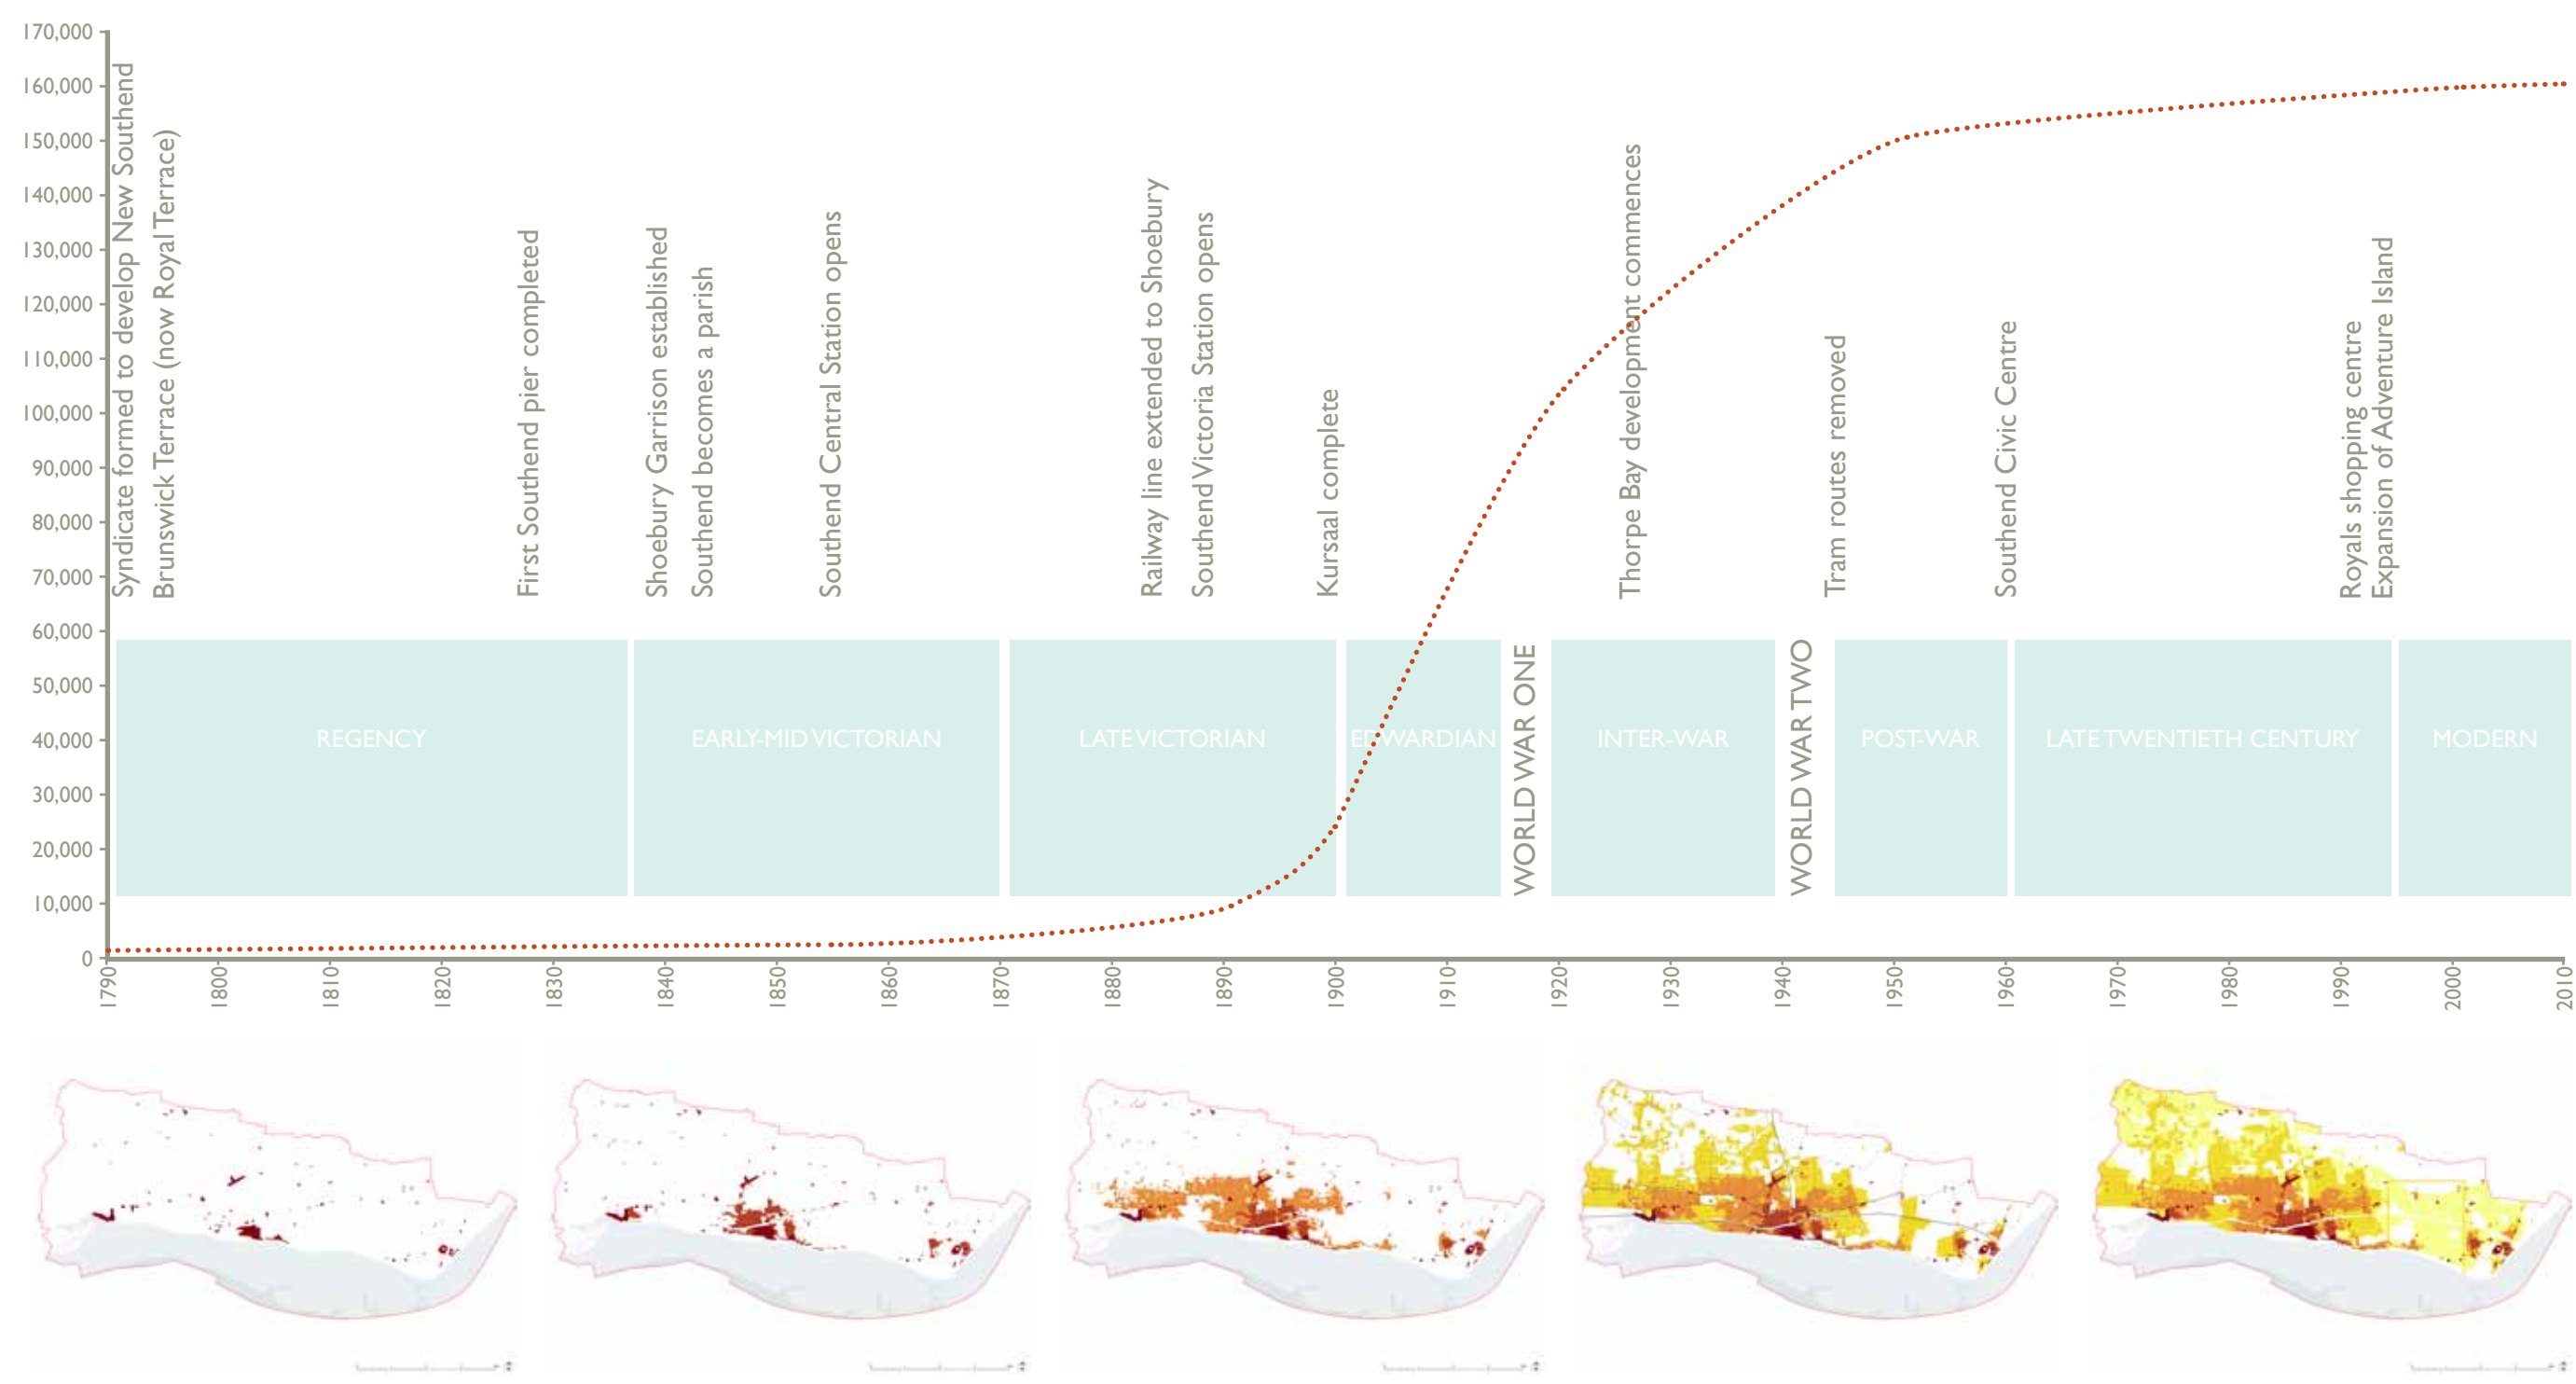 170,000
160,000
150,000
140,000
130,000
120,000
110,000
100,000
90,000
80,000
70,000
60,000
50,000
40,000
30,000
20,000
10,000
0
Syndicate formed to develop New Southend
Brunswick Terrace (now Royal Terrace)
First Southend pier completed
Shoebury Garrison established
Southend becomes a parish
Southend Central Station opens
Railway line extended to Shoebury
Southend Victoria Station opens
Kursaal complete
Thorpe Bay development commences
Tram routes removed
Southend Civic Centre
Royals shopping centre
Expansion of Adventure Island
REGENCY
EARLY-MID VICTORIAN
LATE VICTORIAN
EDWARDIAN
WORLD WAR ONE
INTER-WAR
WORLD WAR TWO
POST-WAR
LATE TWENTIETH CENTURY
MODERN
1790
1800
1810
1820
1830
1840
1850
1860
1870
1880
1890
1900
1910
1920
1930
1940
1950
1960
1970
1980
1990
2000
2010